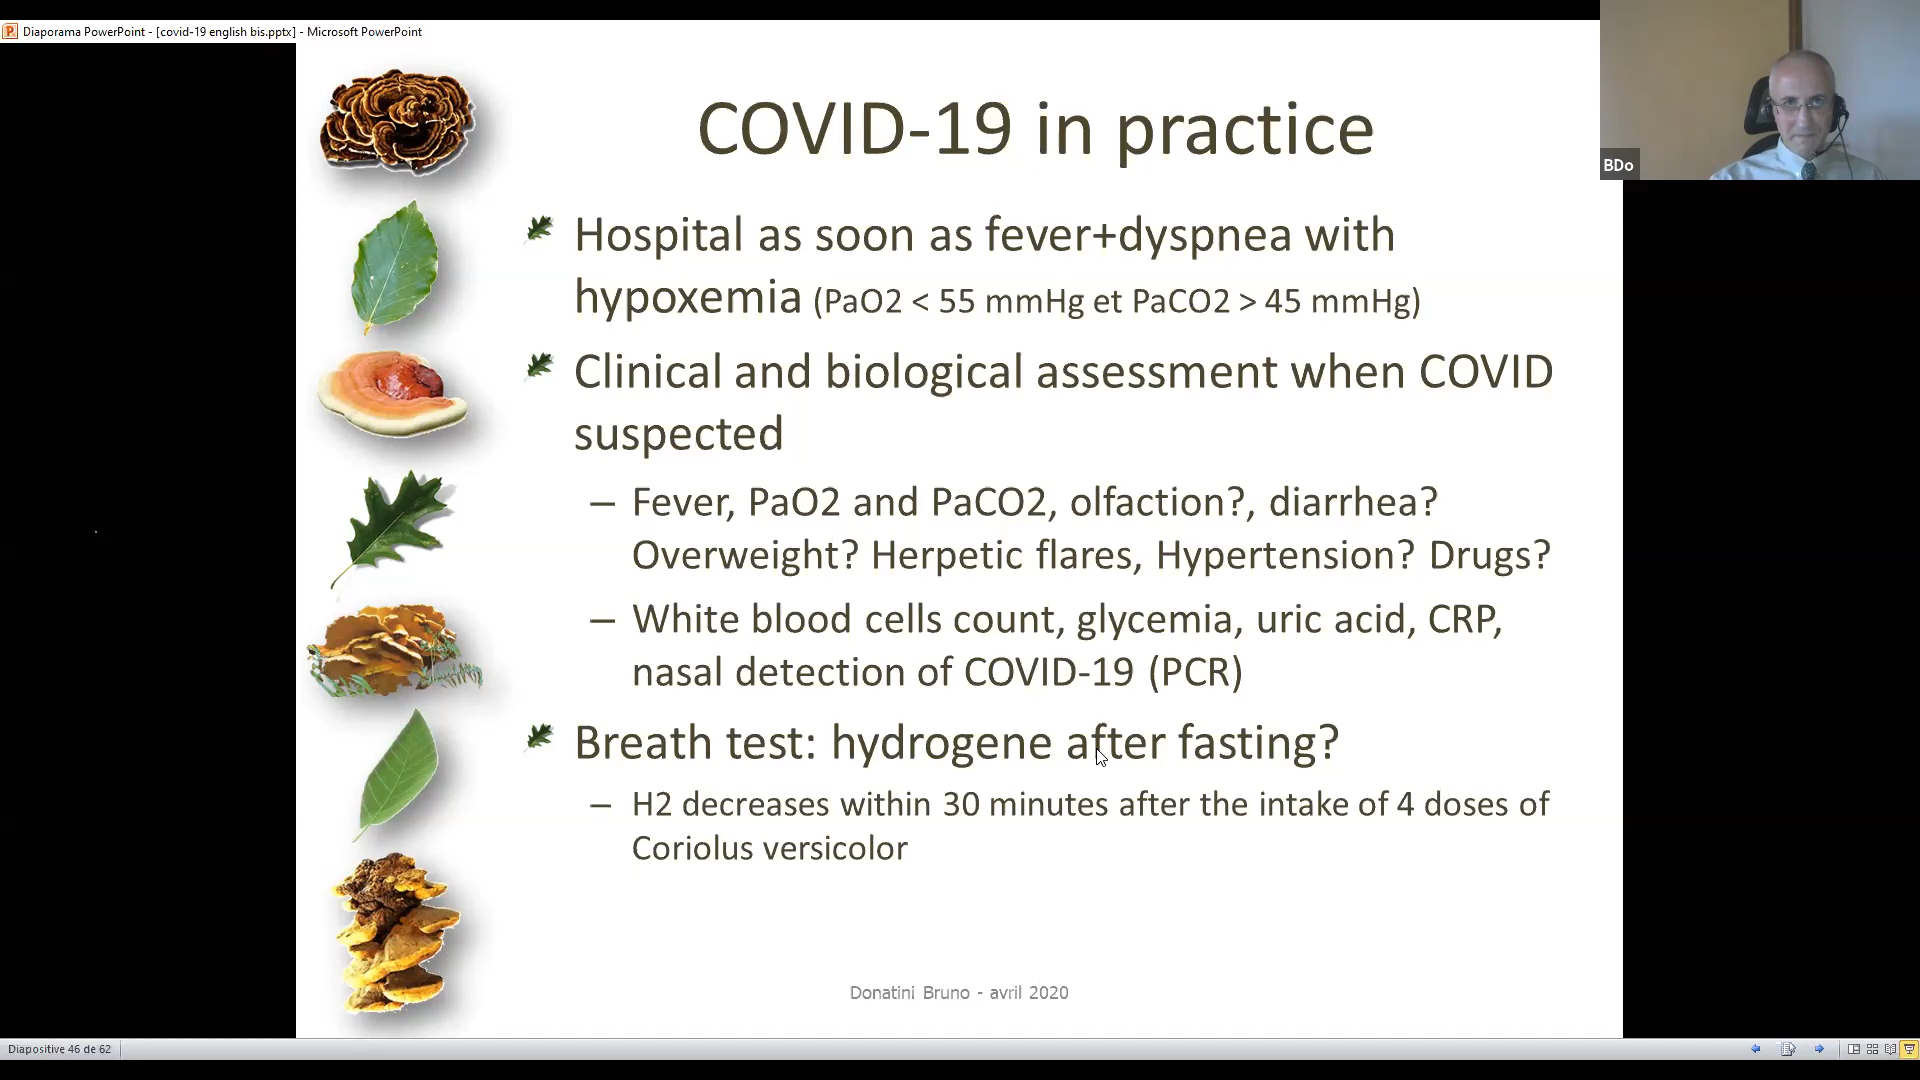 Diaporama PowerPoint - [covid-19 english bis.pptx] - Microsoft PowerPoint
BDo
COVID-19 in practice
Hospital as soon as fever+dyspnea with
hypoxemia (PaO2 < 55 mmHg et PaCO2 > 45 mmHg)
Clinical and biological assessment when COVID
suspected
– Fever, PaO2 and PaCO2, olfaction?, diarrhea?
Overweight? Herpetic flares, Hypertension? Drugs?
– White blood cells count, glycemia, uric acid, CRP,
nasal detection of COVID-19 (PCR)
Breath test: hydrogene after fasting?
– H2 decreases within 30 minutes after the intake of 4 doses of
Coriolus versicolor
Donatini Bruno - avril 2020
Diapositive 46 de 62